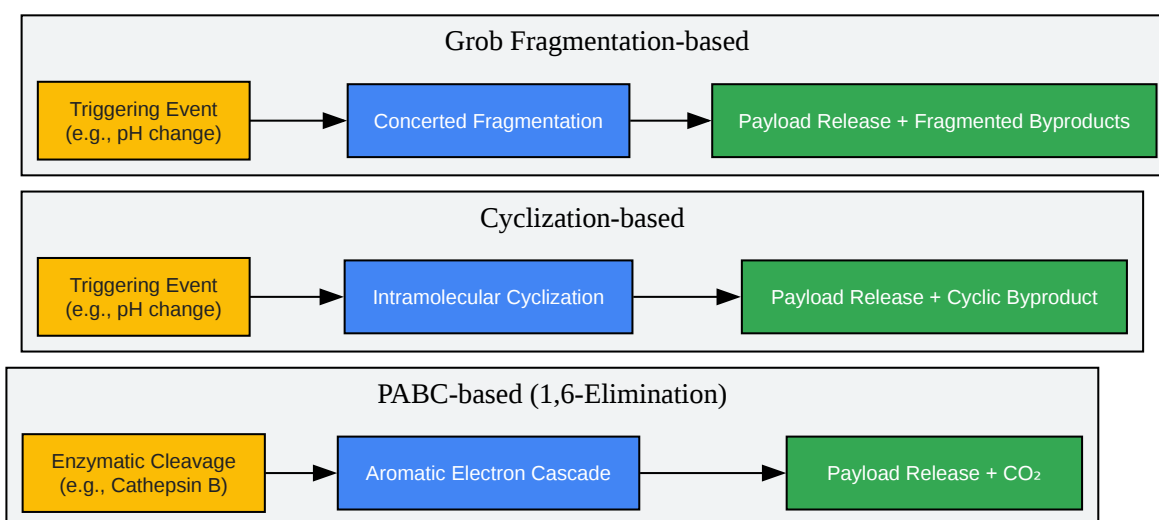 Grob Fragmentation-based
Triggering Event
(e.g., pH change)
Concerted Fragmentation
Payload Release + Fragmented Byproducts
Cyclization-based
Triggering Event
(e.g., pH change)
Intramolecular Cyclization
Payload Release + Cyclic Byproduct
PABC-based (1,6-Elimination)
Enzymatic Cleavage
(e.g., Cathepsin B)
Aromatic Electron Cascade
Payload Release + CO₂